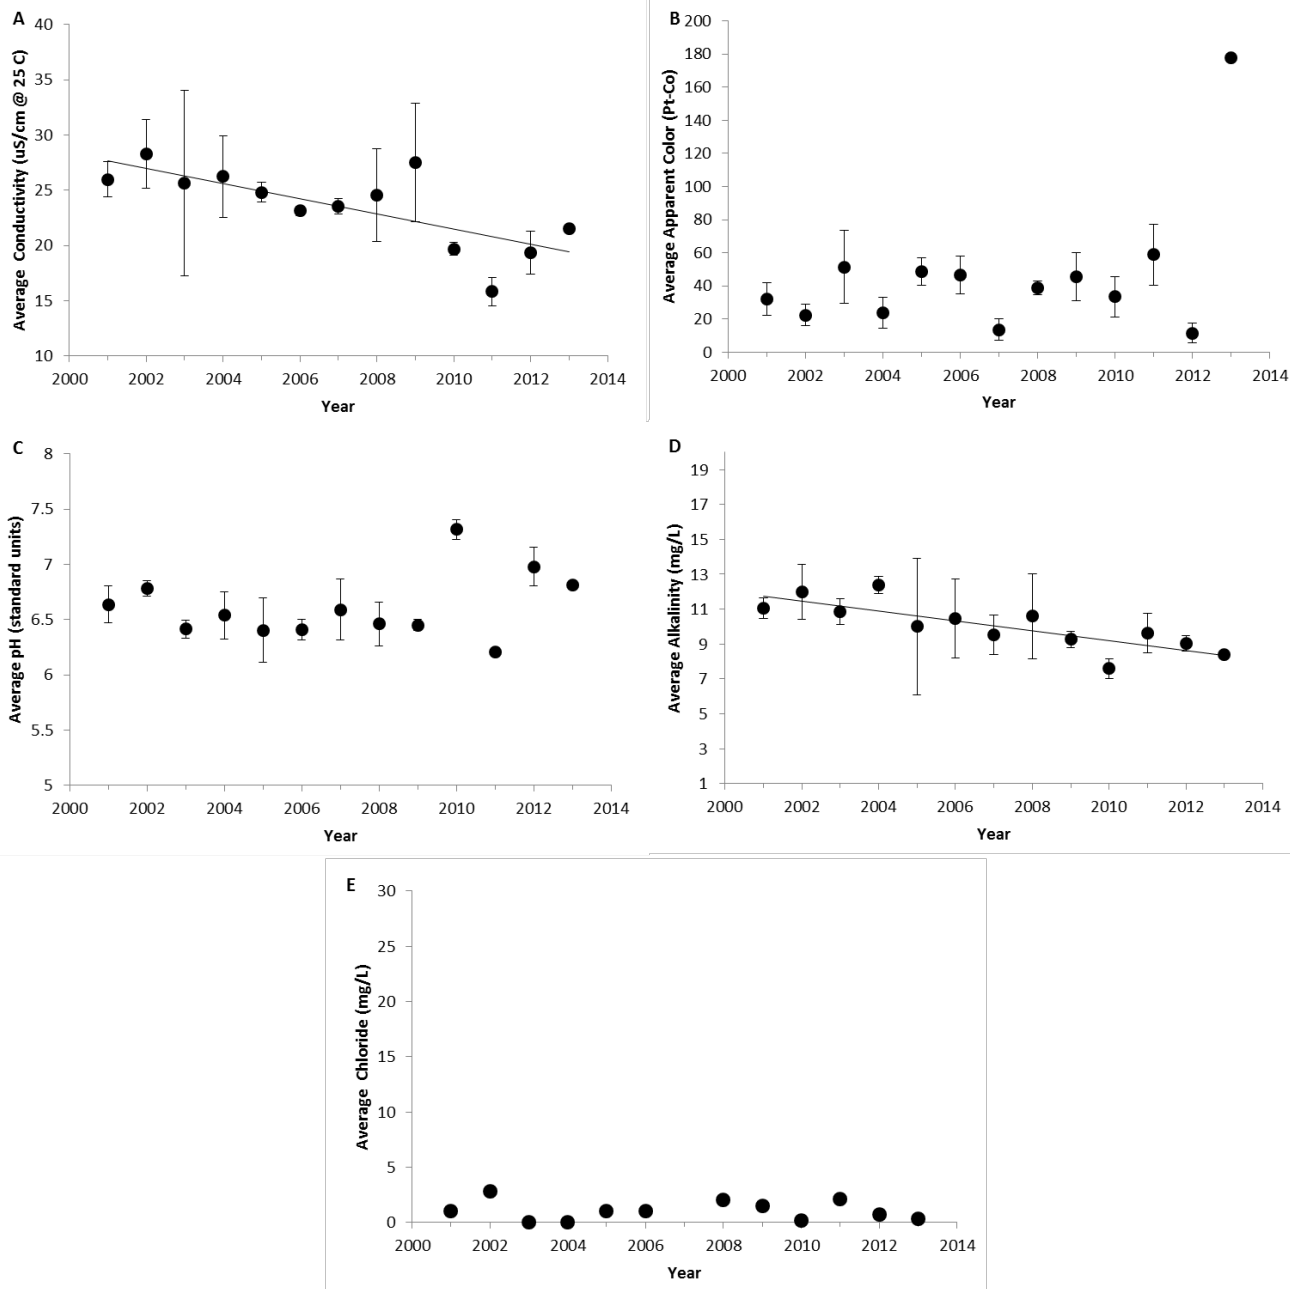 A
40
35
30
25
20
15
10
Average Conductivity (uS/cm @ 25 C)
2000 2002 2004 2006 2008 2010 2012 2014
Year
B
200
180
160
140
120
100
80
60
40
20
0
Average Apparent Color (Pt-Co)
2000 2002 2004 2006 2008 2010 2012 2014
Year
C
8
7.5
7
6.5
6
5.5
5
Average pH (standard units)
2000 2002 2004 2006 2008 2010 2012 2014
Year
D
19
17
15
13
11
9
7
5
3
1
Average Alkalinity (mg/L)
2000 2002 2004 2006 2008 2010 2012 2014
Year
E
30
25
20
15
10
5
0
Average Chloride (mg/L)
2000 2002 2004 2006 2008 2010 2012 2014
Year